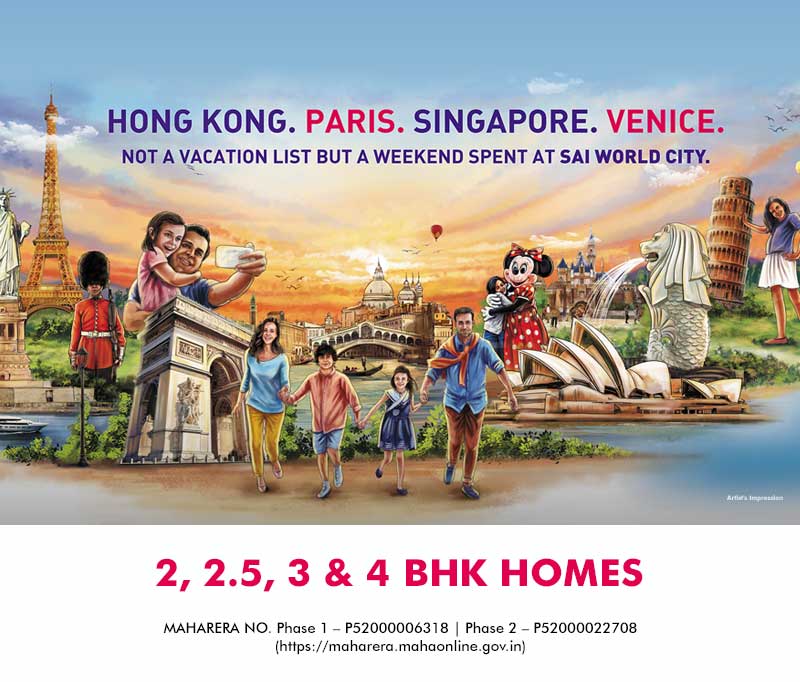 HONG KONG. PARIS. SINGAPORE. VENICE.
NOT A VACATION LIST BUT A WEEKEND SPENT AT SAI WORLD CITY.
Artist's Impression
2, 2.5, 3 & 4 BHK HOMES
MAHARERA NO. Phase 1 – P52000006318 | Phase 2 – P52000022708
(https://maharera.mahaonline.gov.in)